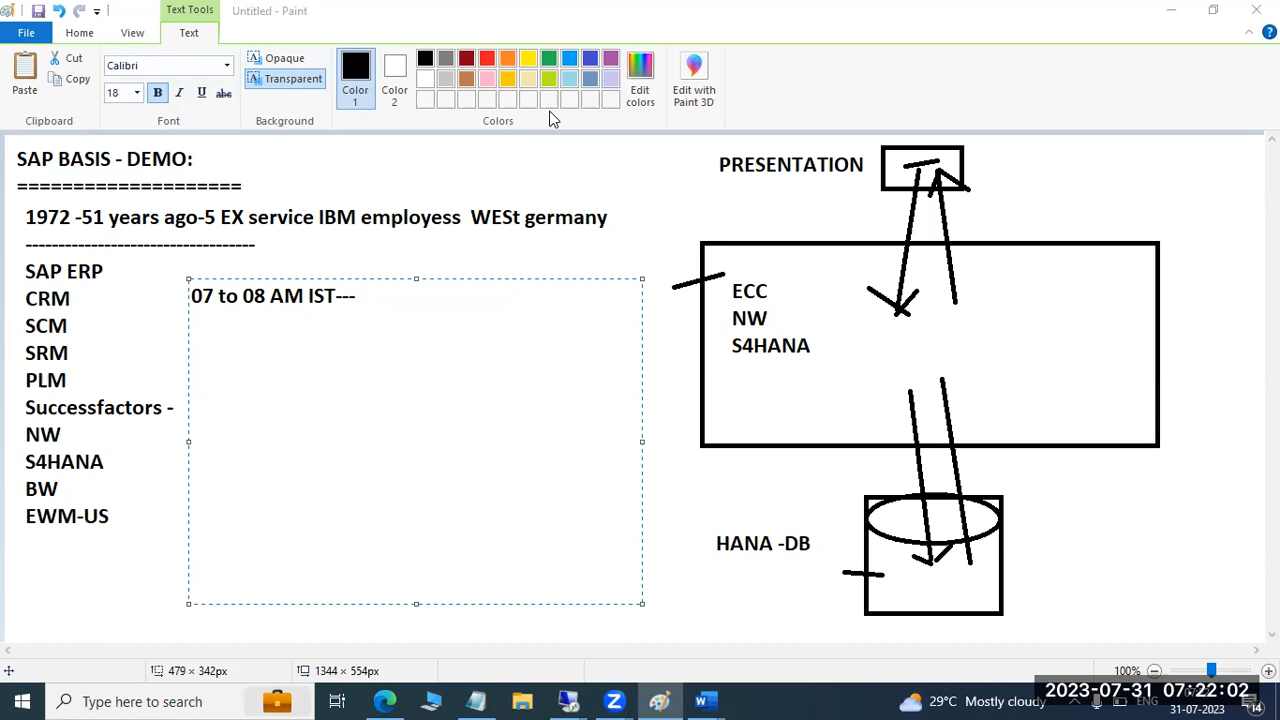 Text Tools
Untitled - Paint
File
Home
View
Text
Paste
Cut
Copy
Clipboard
Calibri
18
B
I
U
abc
Font
Opaque
Transparent
Background
Color
1
Color
2
Colors
Edit
colors
Edit with
Paint 3D
SAP BASIS - DEMO:
=====================
1972 -51 years ago-5 EX service IBM employess  WESt germany
----------------------------------
SAP ERP
CRM
SCM
SRM
PLM
Successfactors -
NW
S4HANA
BW
EWM-US
07 to 08 AM IST---
PRESENTATION
ECC
NW
S4HANA
HANA -DB
479 × 342px
1344 × 554px
100%
Type here to search
29°C Mostly cloudy
ENG
2023-07-31 07:22:02
31-07-2023
14